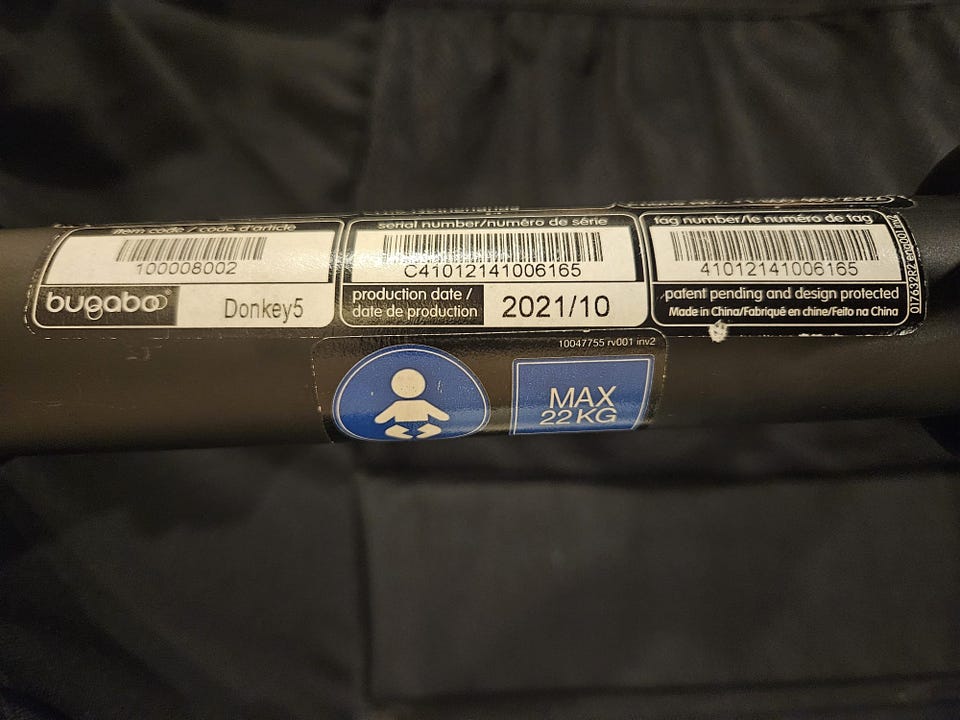 item code / code d'article
100008002
bugaboo
Donkey5
serial number/numéro de série
C41012141006165
production date /
date de production
2021/10
tag number/le numéro de tag
41012141006165
patent pending and design protected
Made in China/Fabriqué en chine/Feito na China
10047755 rv001 inv2
MAX
22 KG